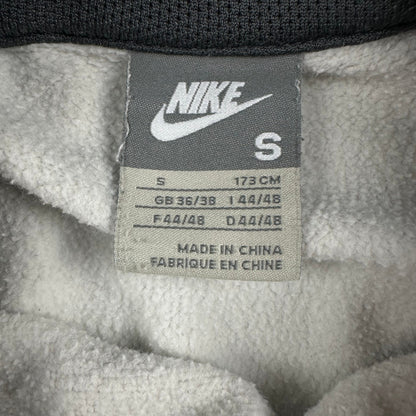 NIKE
S
S 173 CM
GB 36/38 I 44/48
F 44/48 D 44/48
MADE IN CHINA
FABRIQUE EN CHINE